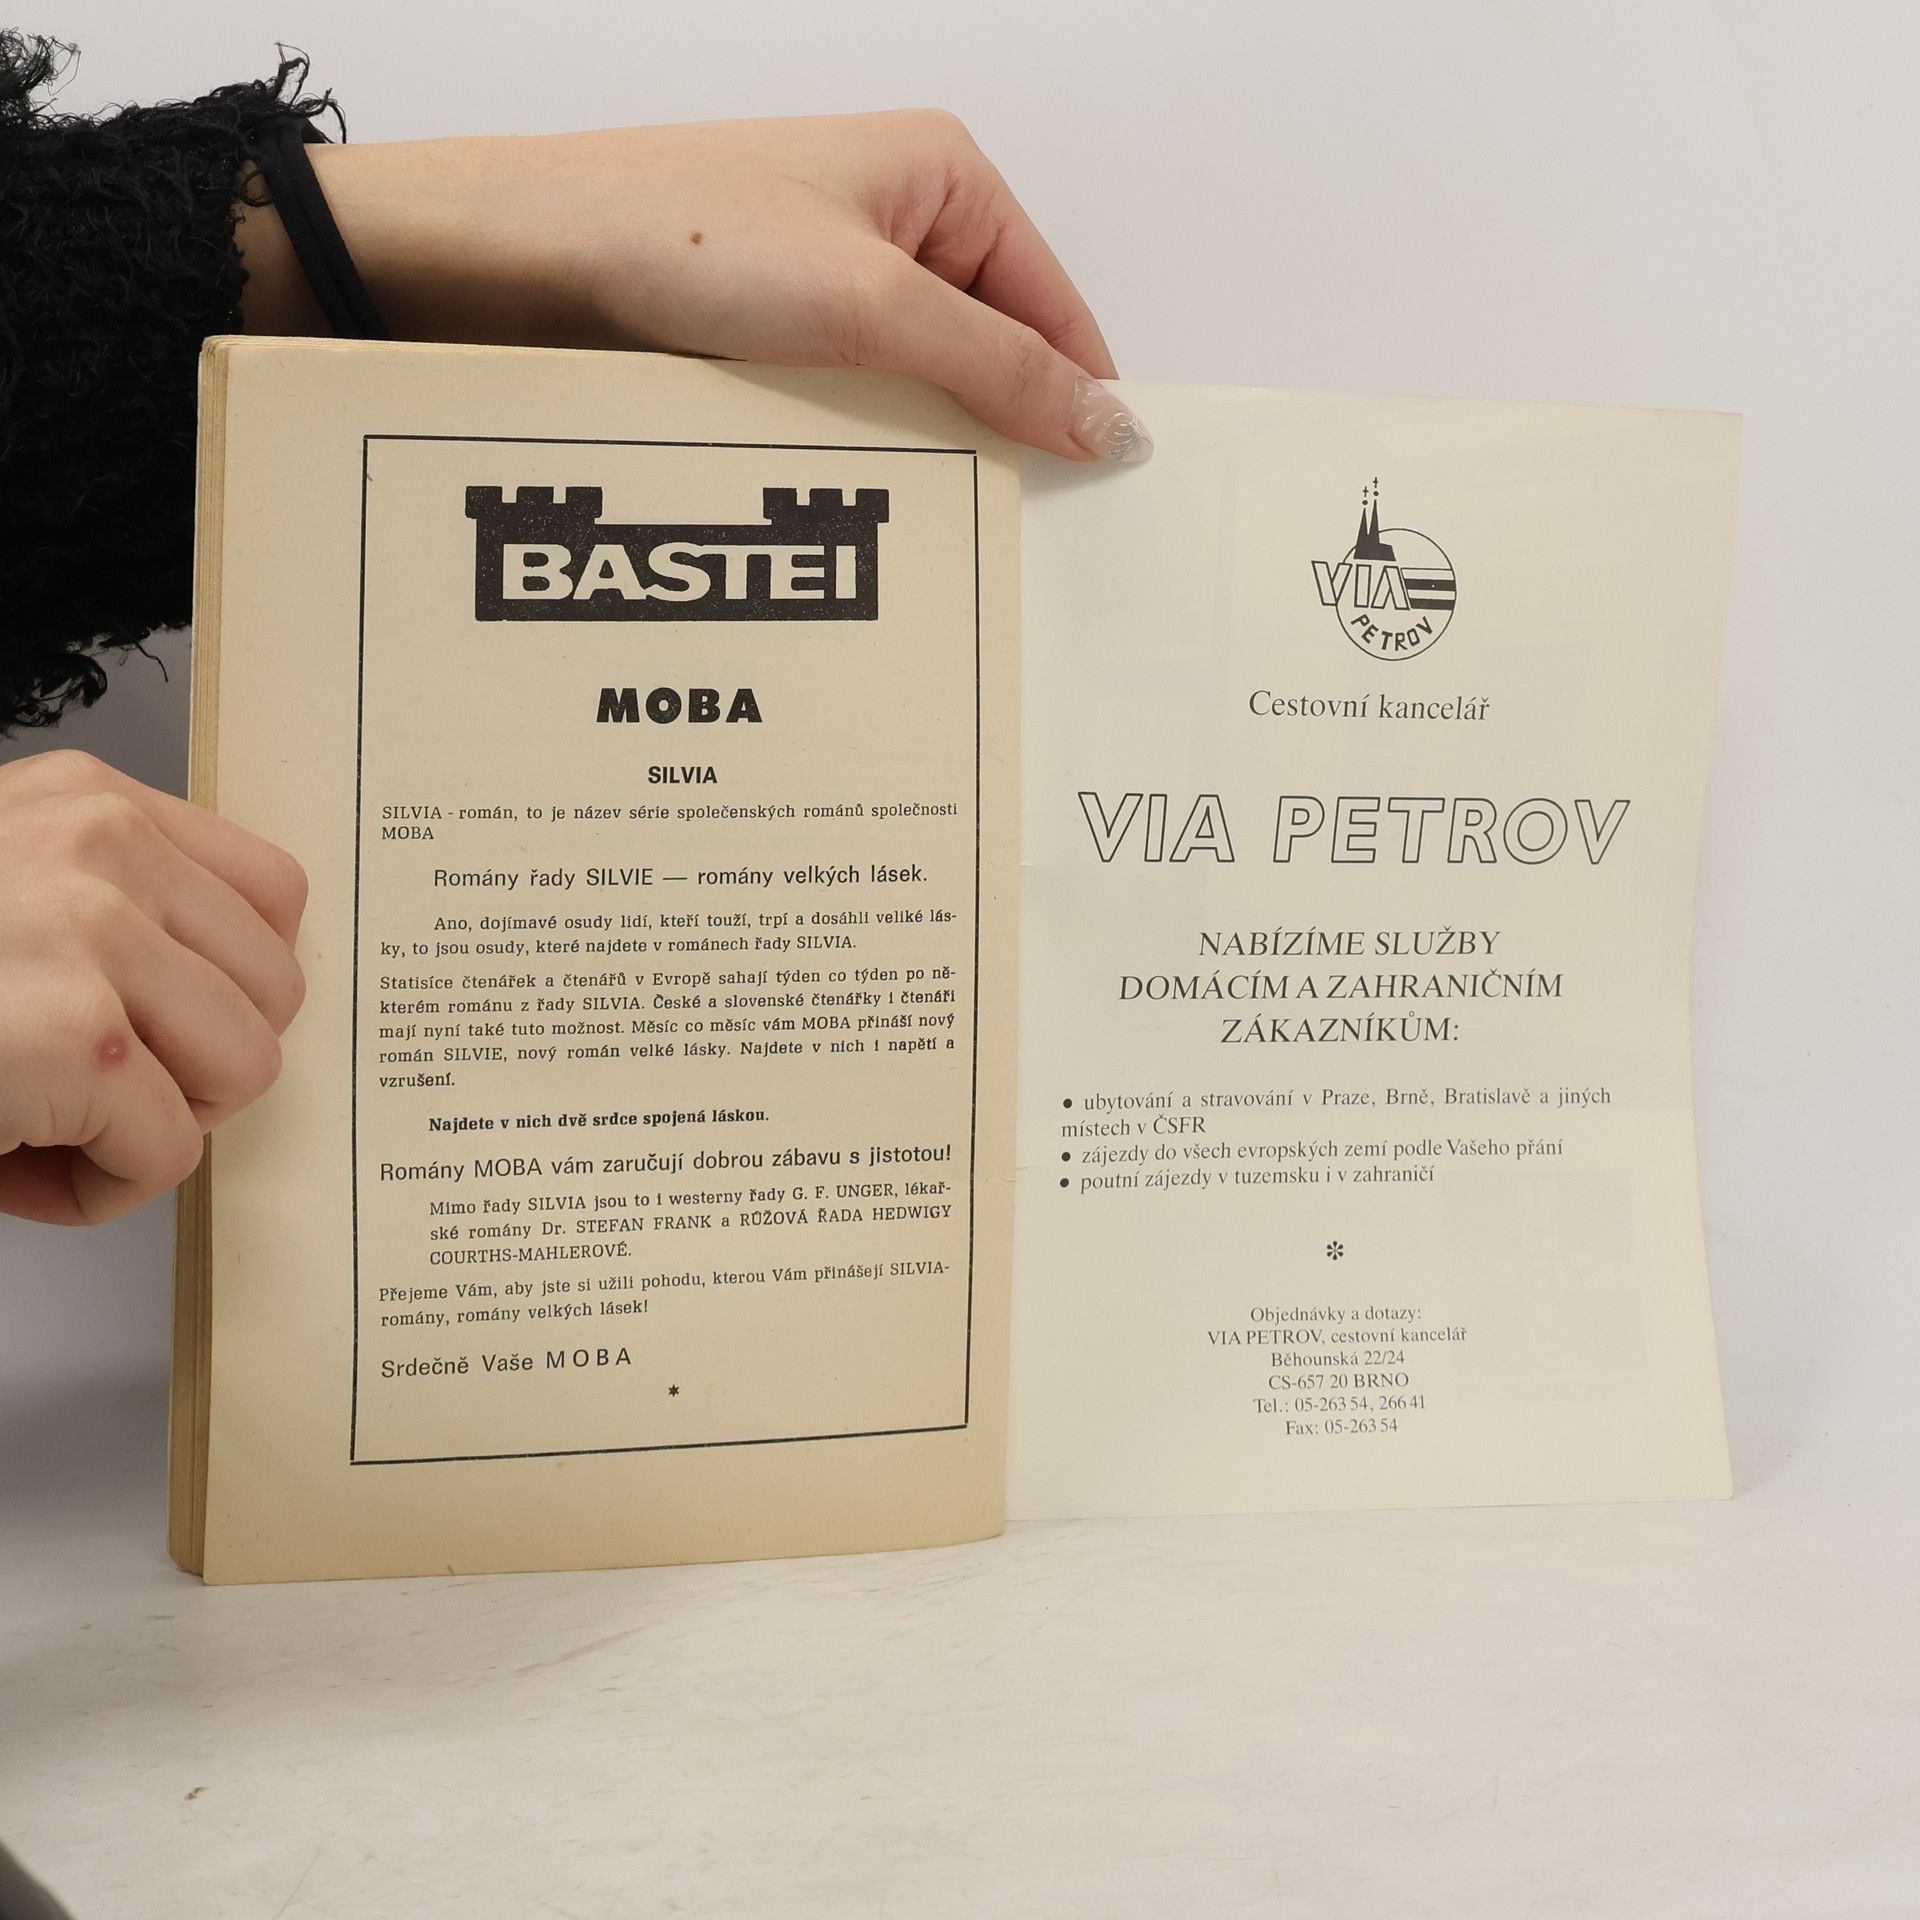 BASTEI
MOBA
SILVIA
SILVIA - román, to je název série společenských románů společnosti
MOBA
Romány řady SILVIE — romány velkých lásek.
Ano, dojímavé osudy lidí, kteří touží, trpí a dosáhli veliké lás-
ky, to jsou osudy, které najdete v románech řady SILVIA.
Statisíce čtenářek a čtenářů v Evropě sahají týden co týden po ně-
kterém románu z řady SILVIA. České a slovenské čtenářky i čtenáři
mají nyní také tuto možnost. Měsíc co měsíc vám MOBA přináší nový
román SILVIE, nový román velké lásky. Najdete v nich i napětí a
vzrušení.
Najdete v nich dvě srdce spojená láskou.
Romány MOBA vám zaručují dobrou zábavu s jistotou!
Mimo řady SILVIA jsou to i westerny řady G. F. UNGER, lékař-
ské romány Dr. STEFAN FRANK a RŮŽOVÁ ŘADA HEDWIGY
COURTHS-MAHLEROVÉ.
Přejeme Vám, aby jste si užili pohodu, kterou Vám přinášejí SILVIA-
romány, romány velkých lásek!
Srdečně Vaše MOBA
*
VIA
PETROV
Cestovní kancelář
VIA PETROV
NABÍZÍME SLUŽBY
DOMÁCÍM A ZAHRANIČNÍM
ZÁKAZNÍKŮM:
● ubytování a stravování v Praze, Brně, Bratislavě a jiných
místech v ČSFR
● zájezdy do všech evropských zemí podle Vašeho přání
● poutní zájezdy v tuzemsku i v zahraničí
*
Objednávky a dotazy:
VIA PETROV, cestovní kancelář
Běhounská 22/24
CS-657 20 BRNO
Tel.: 05-263 54, 266 41
Fax: 05-263 54